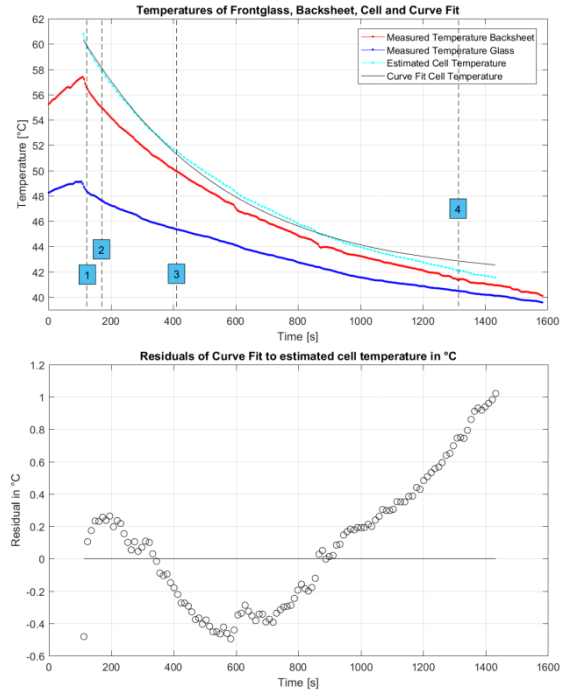 Temperatures of Frontglass, Backsheet, Cell and Curve Fit
62
60
58
56
54
52
50
48
46
44
42
40
Temperature [°C]
Measured Temperature Backsheet
Measured Temperature Glass
Estimated Cell Temperature
Curve Fit Cell Temperature
1
2
3
4
0 200 400 600 800 1000 1200 1400 1600
Time [s]
Residuals of Curve Fit to estimated cell temperature in °C
1.2
1
0.8
0.6
0.4
0.2
0
-0.2
-0.4
-0.6
Residual in °C
0 200 400 600 800 1000 1200 1400 1600
Time [s]